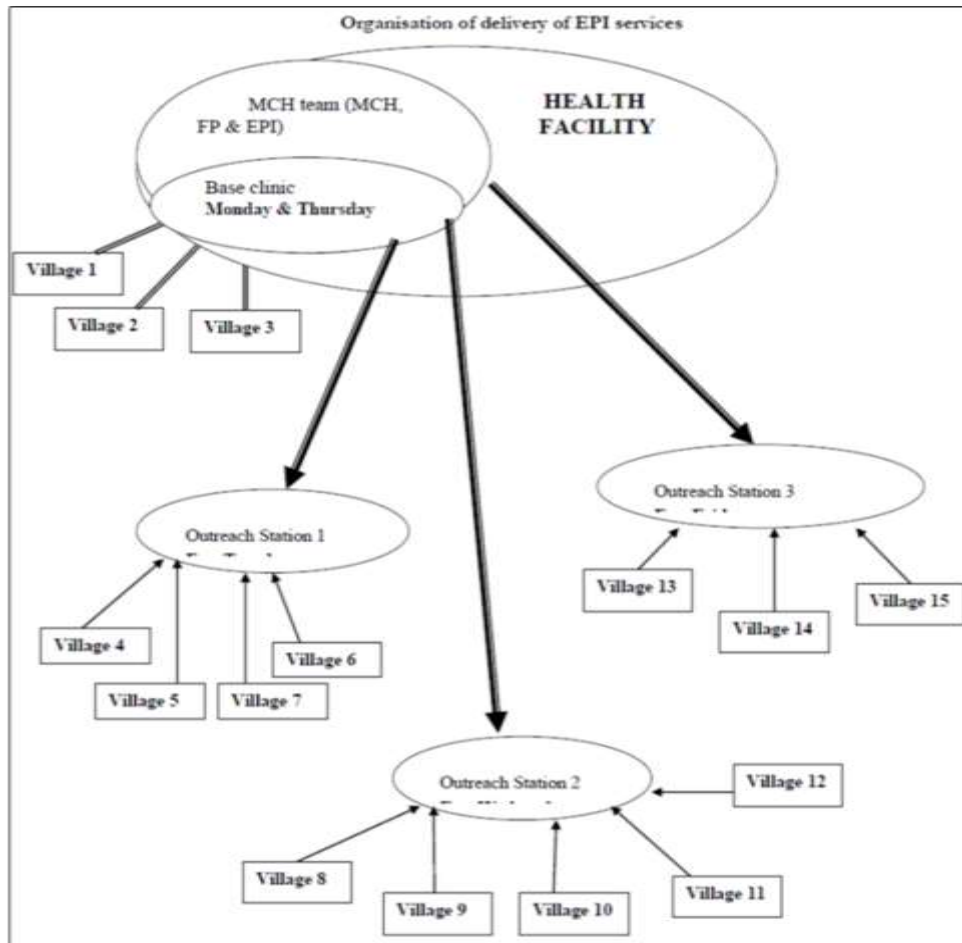 Organisation of delivery of EPI services
MCH team (MCH,
FP & EPI)
HEALTH
FACILITY
Base clinic
Monday & Thursday
Village 1
Village 2
Village 3
Outreach Station 3
Outreach Station 1
Village 13
Village 14
Village 15
Village 4
Village 5
Village 7
Village 6
Outreach Station 2
Village 12
Village 8
Village 9
Village 10
Village 11